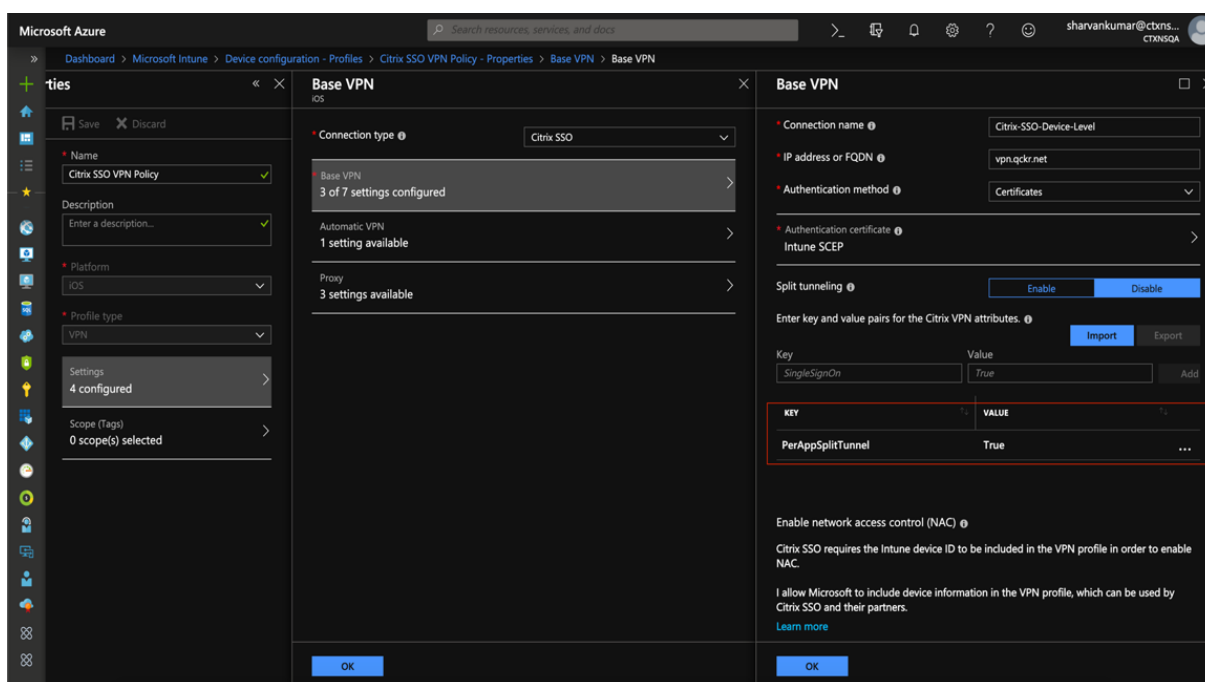 Microsoft Azure
Search resources, services, and docs
sharvankumar@ctxns...
CTXNSQA
Dashboard > Microsoft Intune > Device configuration - Profiles > Citrix SSO VPN Policy - Properties > Base VPN > Base VPN
rties
Save Discard
* Name
Citrix SSO VPN Policy
Description
Enter a description...
* Platform
iOS
* Profile type
VPN
Settings
4 configured
Scope (Tags)
0 scope(s) selected
Base VPN
iOS
* Connection type
Citrix SSO
* Base VPN
3 of 7 settings configured
Automatic VPN
1 setting available
Proxy
3 settings available
OK
Base VPN
* Connection name
Citrix-SSO-Device-Level
* IP address or FQDN
vpn.qckr.net
* Authentication method
Certificates
* Authentication certificate
Intune SCEP
Split tunneling
Enable Disable
Enter key and value pairs for the Citrix VPN attributes.
Import Export
Key Value
SingleSignOn True Add
KEY VALUE
PerAppSplitTunnel True ...
Enable network access control (NAC)
Citrix SSO requires the Intune device ID to be included in the VPN profile in order to enable
NAC.
I allow Microsoft to include device information in the VPN profile, which can be used by
Citrix SSO and their partners.
Learn more
OK